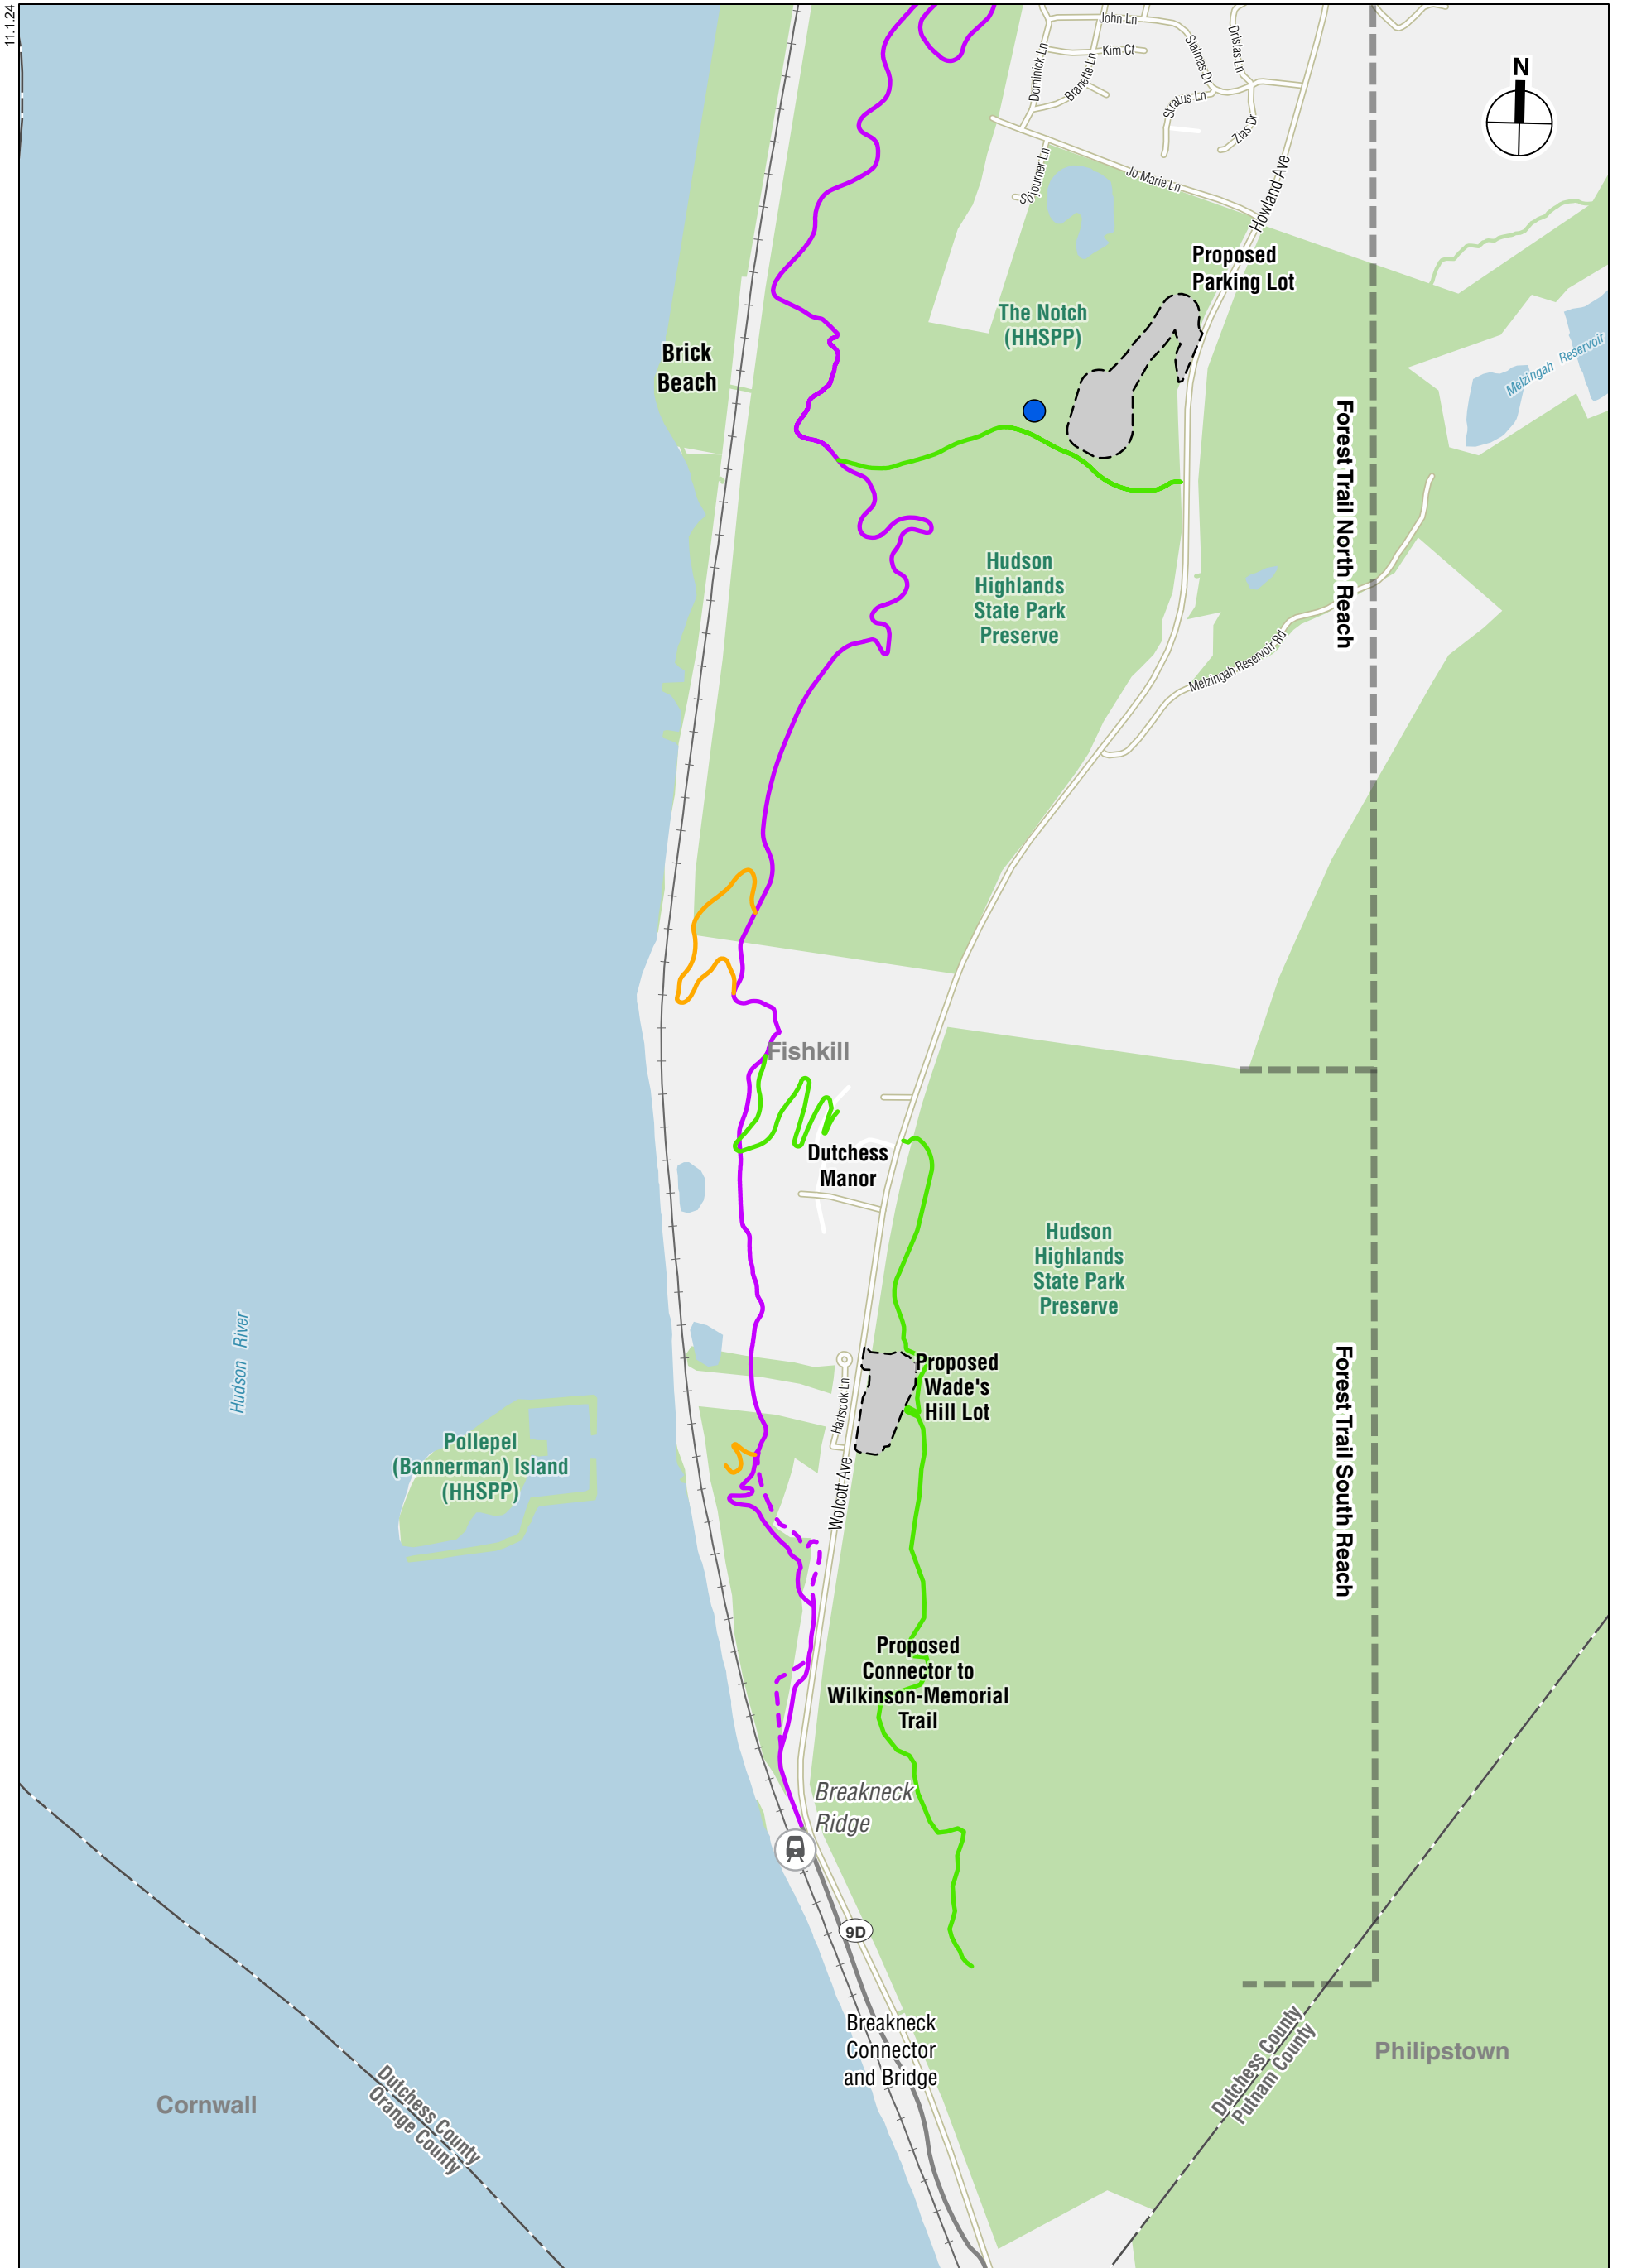 11.1.24
John Ln
Kim Ct
Dominick Ln
Branette Ln
Sialmas Dr
Dristas Ln
Stratus Ln
Zias Dr
N
Sojourner Ln
Jo Marie Ln
Howland Ave
Proposed
Parking Lot
The Notch
(HHSPP)
Brick
Beach
Melzingah Reservoir
Forest Trail North Reach
Hudson
Highlands
State Park
Preserve
Melzingah Reservoir Rd
Fishkill
Dutchess
Manor
Hudson
Highlands
State Park
Preserve
Hudson River
Proposed
Wade's
Hill Lot
Hartsook Ln
Forest Trail South Reach
Pollepel
(Bannerman) Island
(HHSPP)
Wolcott Ave
Proposed
Connector to
Wilkinson-Memorial
Trail
Breakneck
Ridge
9D
Breakneck
Connector
and Bridge
Philipstown
Dutchess County
Putnam County
Cornwall
Dutchess County
Orange County